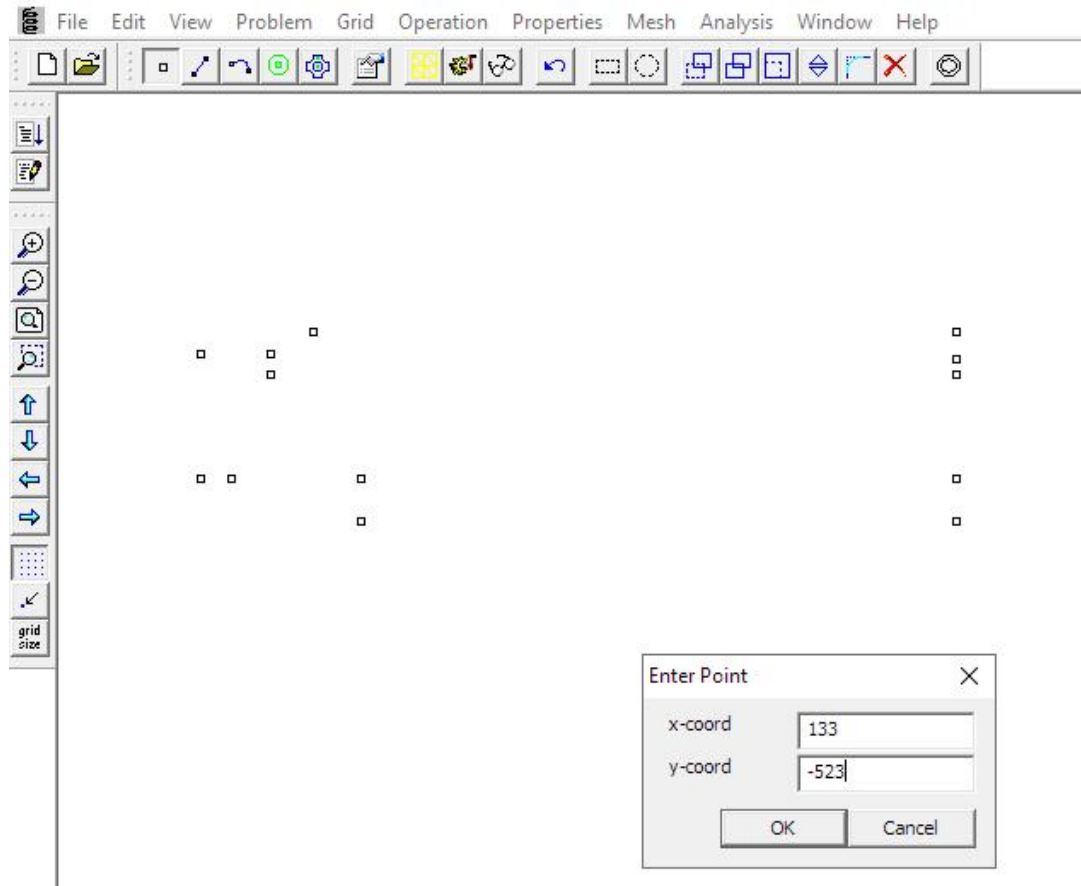 File Edit View Problem Grid Operation Properties Mesh Analysis Window Help
grid
size
Enter Point
x-coord 133
y-coord -523
OK Cancel